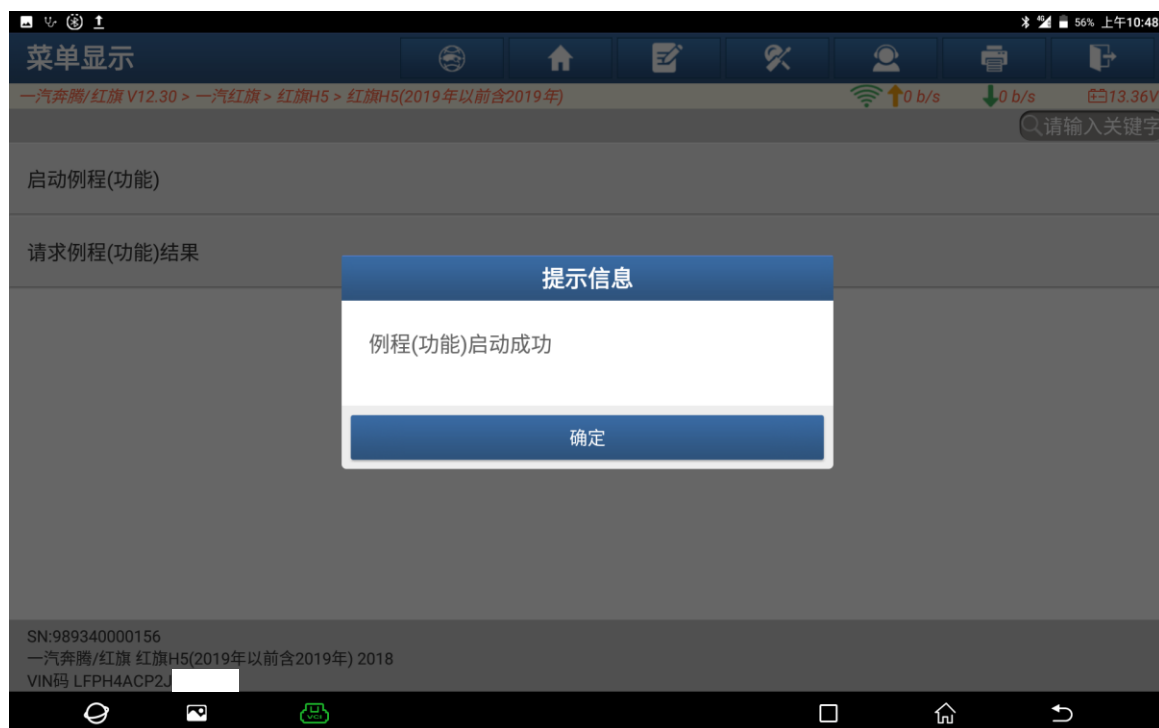 56% 上午10:48
菜单显示
一汽奔腾/红旗 V12.30 > 一汽红旗 > 红旗H5 > 红旗H5(2019年以前含2019年)
0 b/s
0 b/s
13.36V
请输入关键字
启动例程(功能)
请求例程(功能)结果
提示信息
例程(功能)启动成功
确定
SN:989340000156
一汽奔腾/红旗 红旗H5(2019年以前含2019年) 2018
VIN码 LFPH4ACP2J
VCI